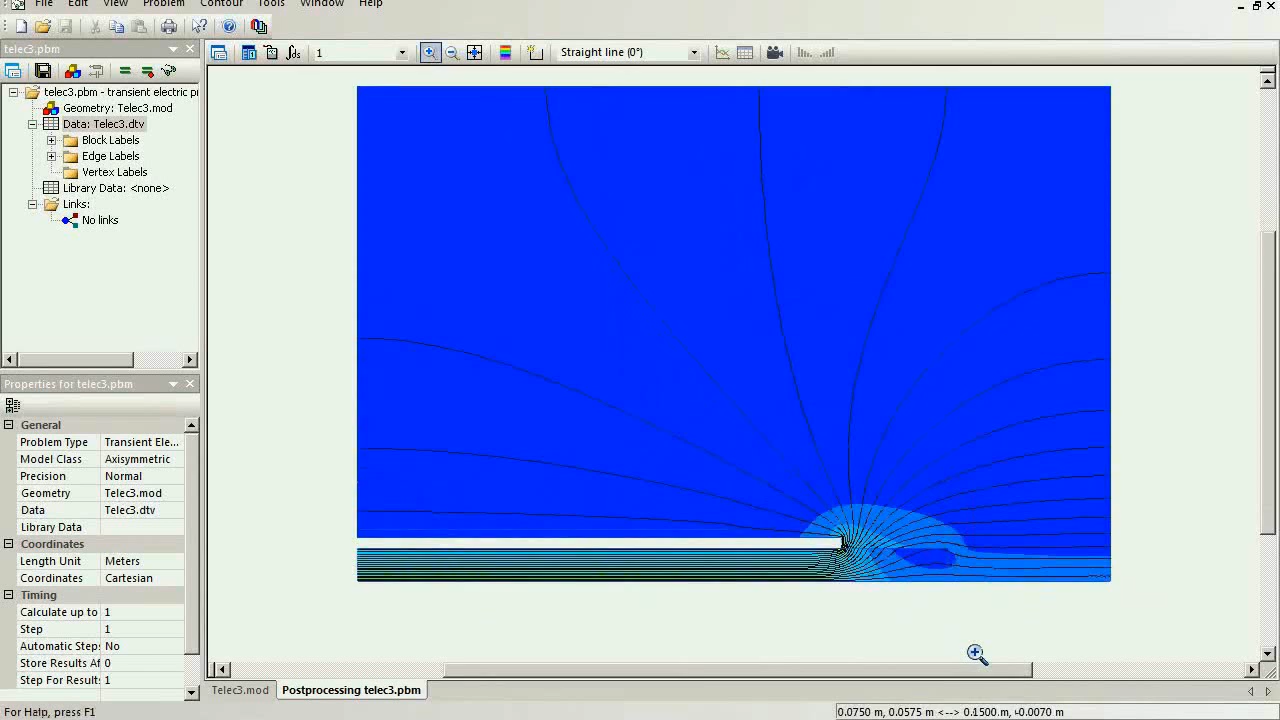 File Edit View Problem Contour Tools Window Help
telec3.pbm
1
Straight line (0°)
telec3.pbm - transient electric pr
Geometry: Telec3.mod
Data: Telec3.dtv
Block Labels
Edge Labels
Vertex Labels
Library Data: <none>
Links:
No links
Properties for telec3.pbm
General
Problem Type Transient Ele...
Model Class Axisymmetric
Precision Normal
Geometry Telec3.mod
Data Telec3.dtv
Library Data
Coordinates
Length Unit Meters
Coordinates Cartesian
Timing
Calculate up to 1
Step 1
Automatic Steps No
Store Results Af 0
Step For Results 1
Telec3.mod
Postprocessing telec3.pbm
For Help, press F1
0.0750 m, 0.0575 m <--> 0.1500 m, -0.0070 m